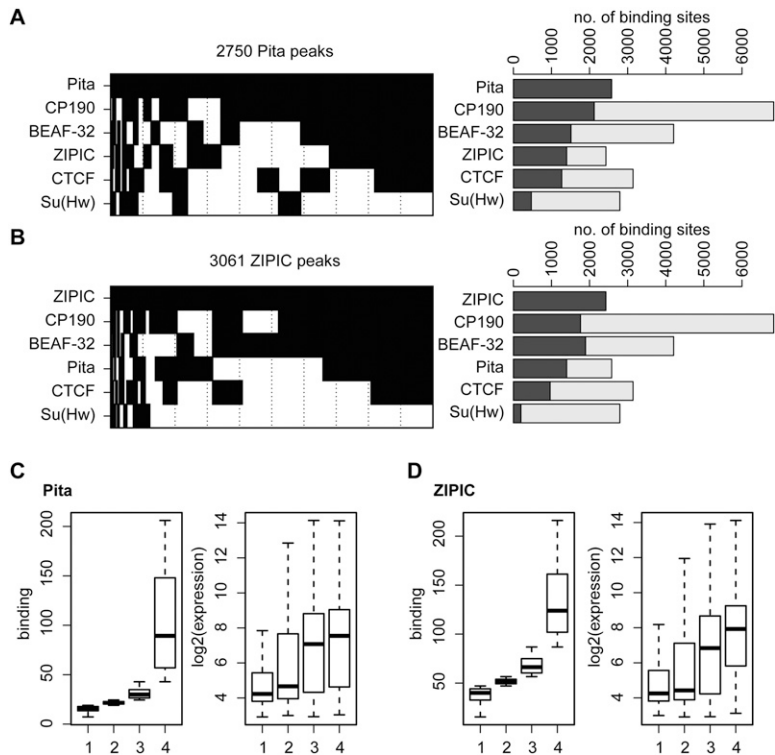 A
2750 Pita peaks
no. of binding sites
0 1000 2000 3000 4000 6000
Pita
CP190
BEAF-32
ZIPIC
CTCF
Su(Hw)
Pita
CP190
BEAF-32
ZIPIC
CTCF
Su(Hw)
B
3061 ZIPIC peaks
no. of binding sites
0 1000 2000 3000 4000 6000
ZIPIC
CP190
BEAF-32
Pita
CTCF
Su(Hw)
ZIPIC
CP190
BEAF-32
Pita
CTCF
Su(Hw)
C
Pita
binding
0 50 100 150 200
1 2 3 4
log2(expression)
4 6 8 10 12 14
1 2 3 4
D
ZIPIC
binding
50 100 150 200
1 2 3 4
log2(expression)
4 6 8 10 12 14
1 2 3 4